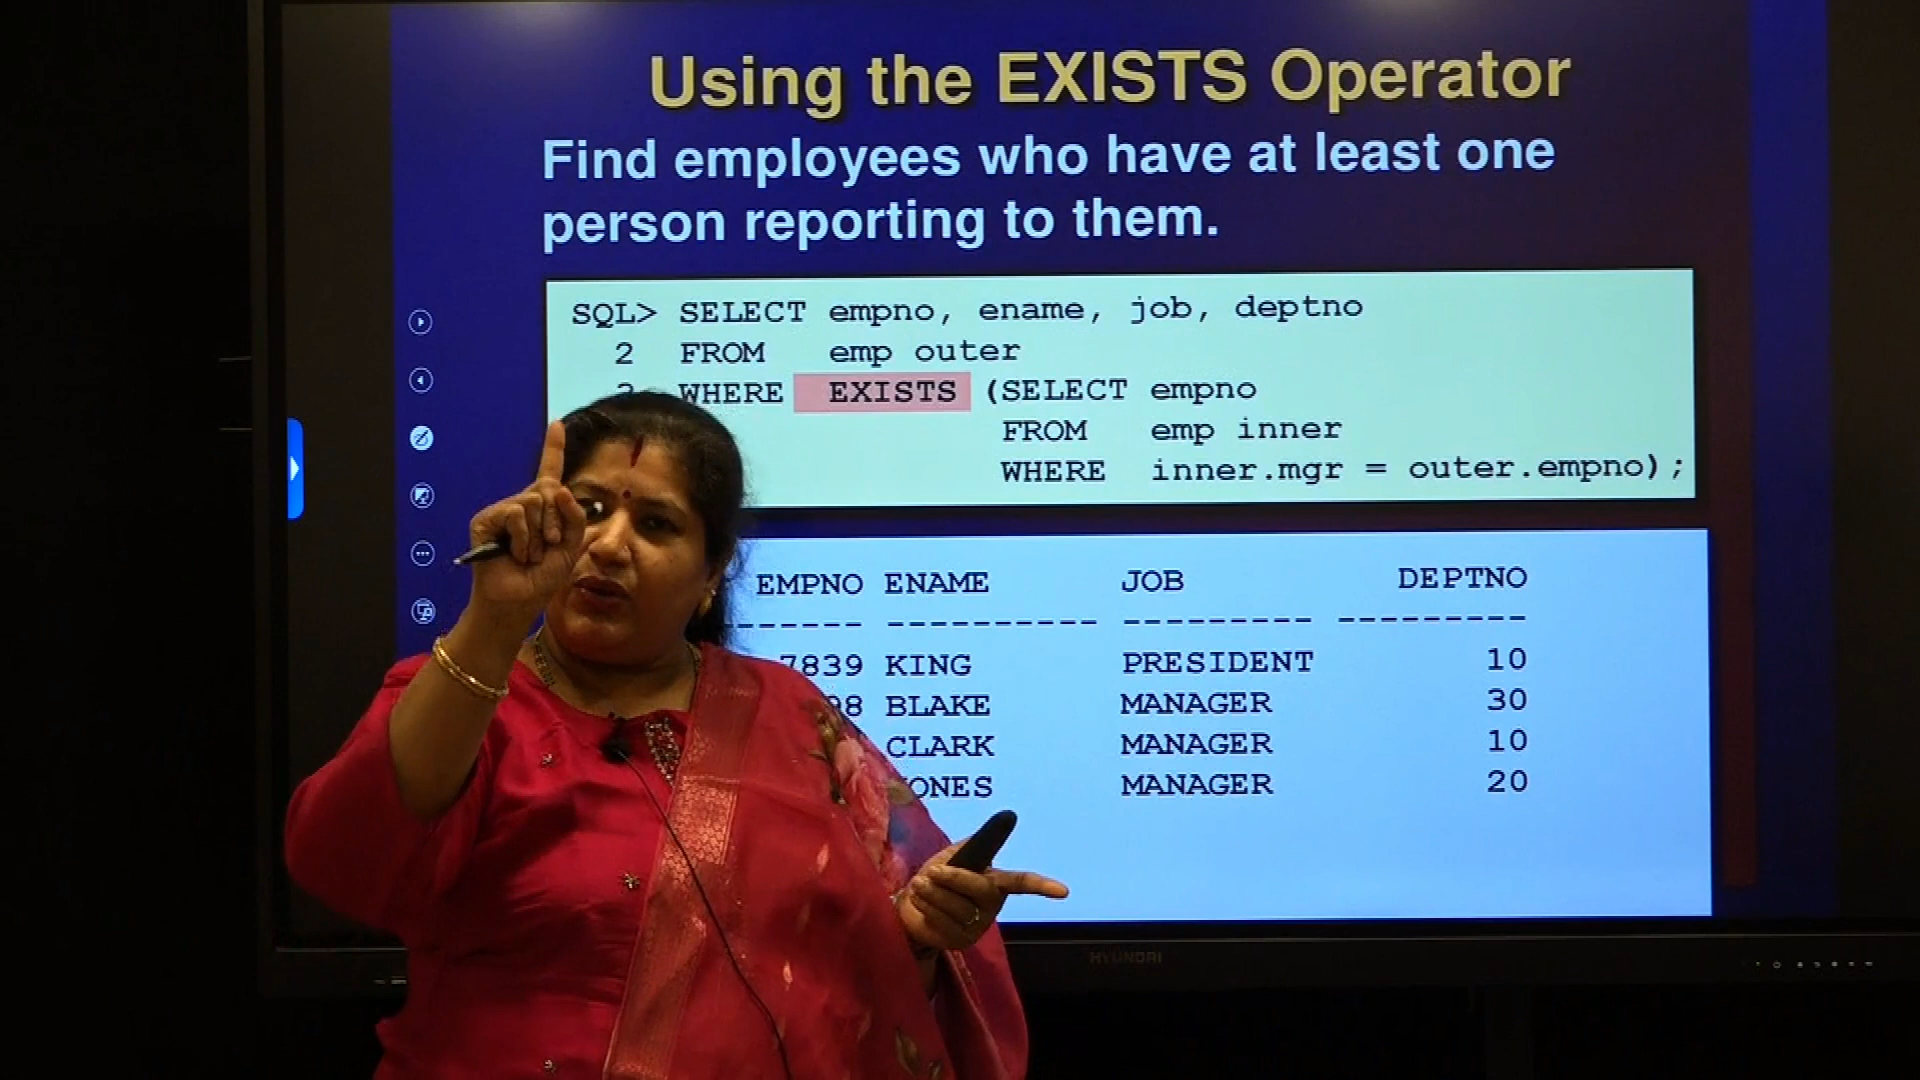 Using the EXISTS Operator
Find employees who have at least one
person reporting to them.
SQL> SELECT empno, ename, job, deptno
2 FROM emp outer
WHERE EXISTS (SELECT empno
FROM emp inner
WHERE inner.mgr = outer.empno);
EMPNO ENAME JOB DEPTNO
--------- ---------- --------- ---------
7839 KING PRESIDENT 10
BLAKE MANAGER 30
CLARK MANAGER 10
MANAGER 20
HYUNDAI